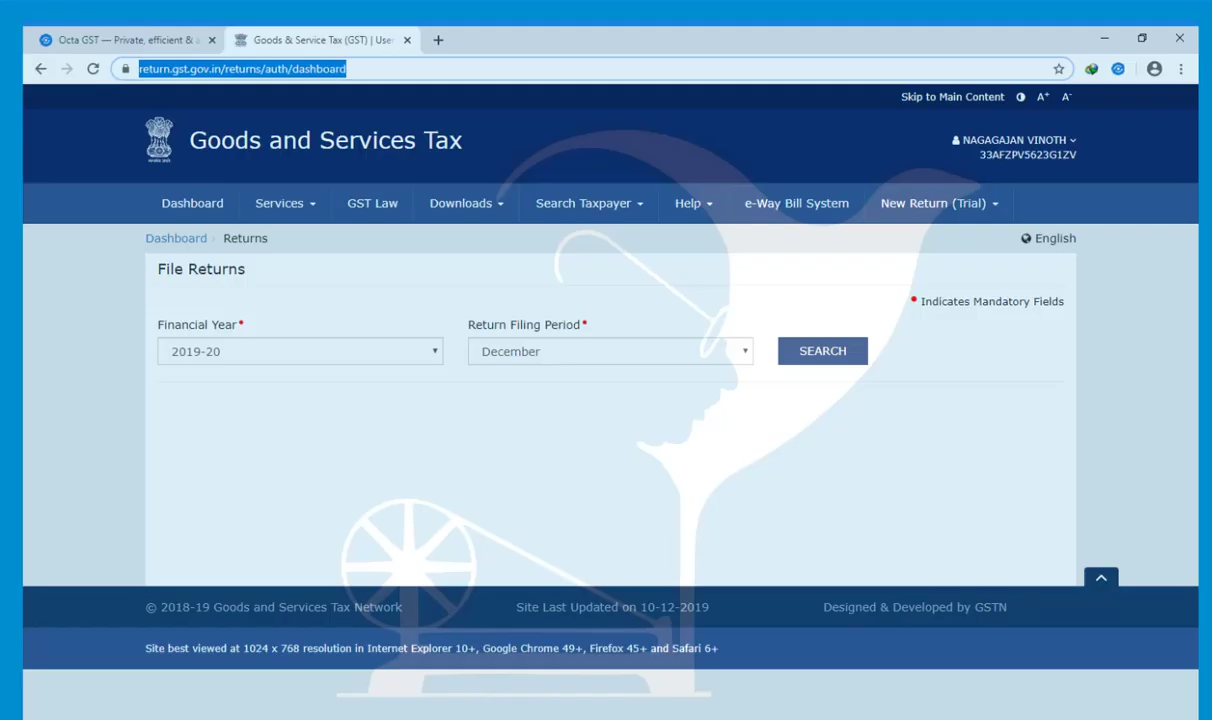 Octa GST — Private, efficient &
Goods & Service Tax (GST) | User
return.gst.gov.in/returns/auth/dashboard
Skip to Main Content A+ A-
Goods and Services Tax
NAGAGAJAN VINOTH
33AFZPV5623G1ZV
Dashboard Services GST Law Downloads Search Taxpayer Help e-Way Bill System New Return (Trial)
Dashboard Returns English
File Returns
• Indicates Mandatory Fields
Financial Year• Return Filing Period•
2019-20 December SEARCH
© 2018-19 Goods and Services Tax Network Site Last Updated on 10-12-2019 Designed & Developed by GSTN
Site best viewed at 1024 x 768 resolution in Internet Explorer 10+, Google Chrome 49+, Firefox 45+ and Safari 6+